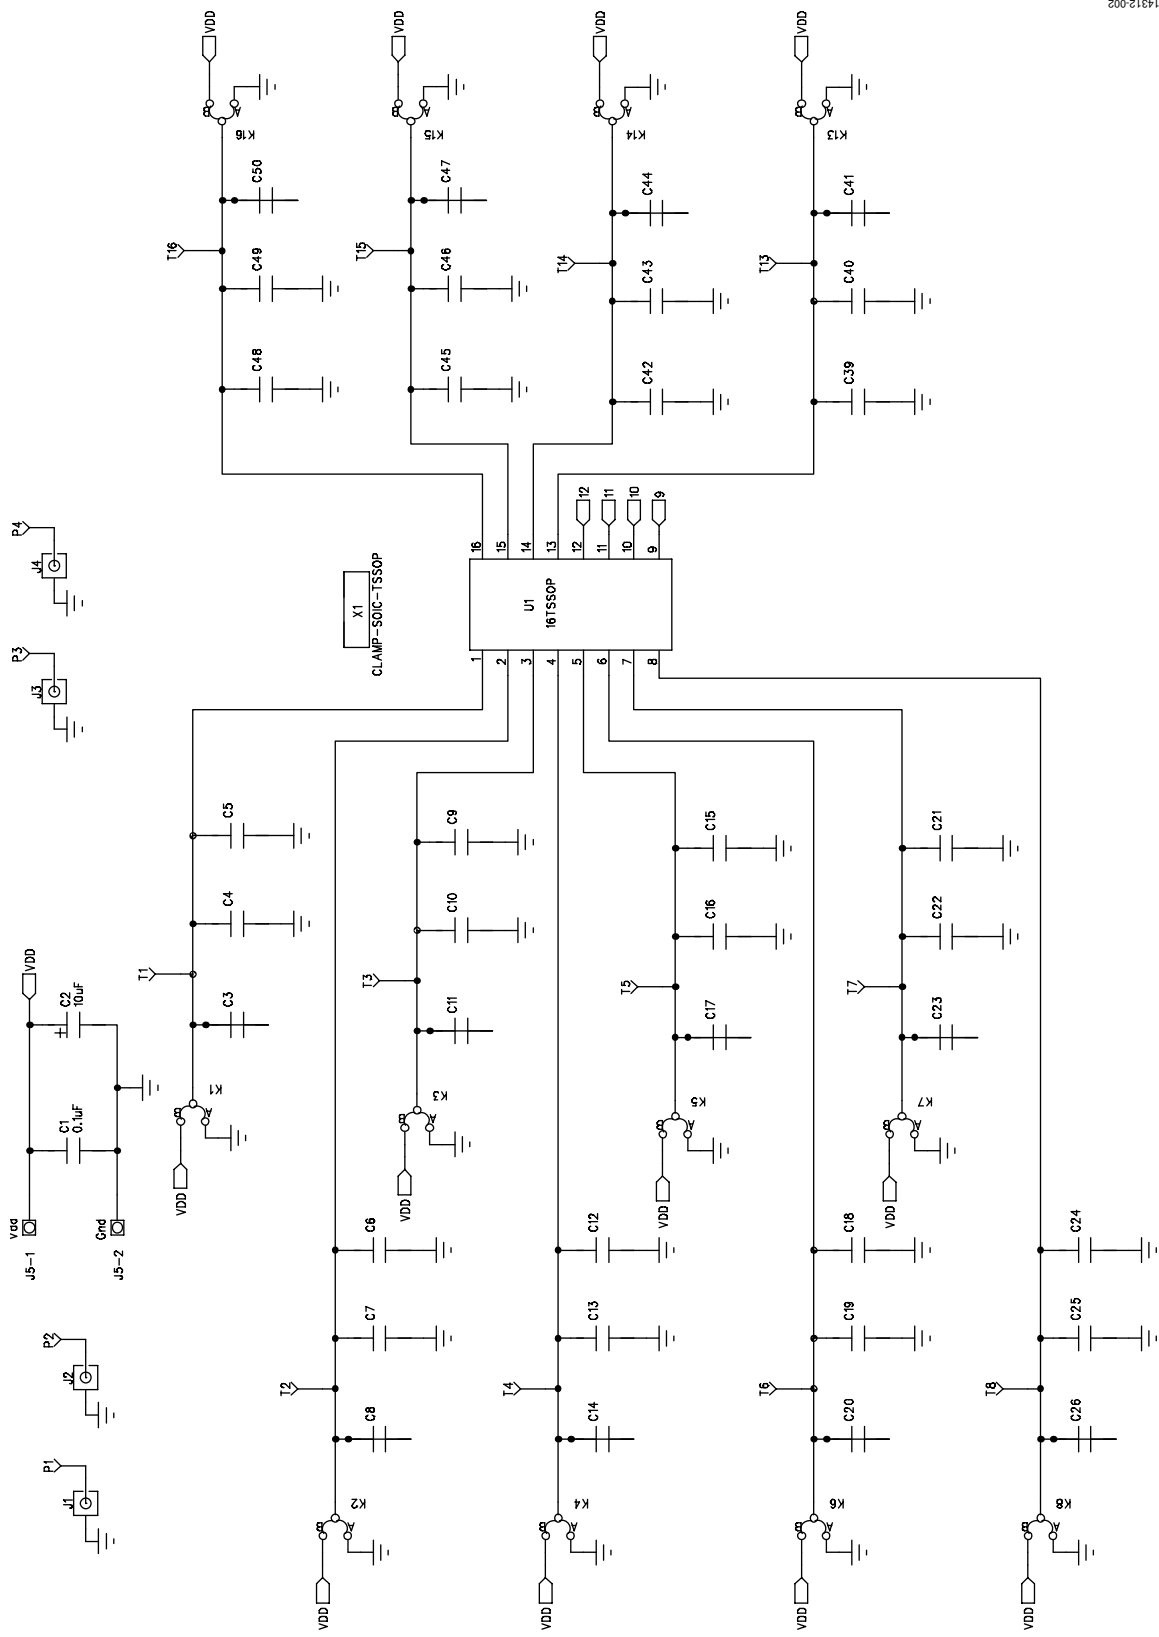 14312-002
VDD
VDD
VDD
VDD
B
A
K16
B
A
K15
B
A
K14
B
A
K13
C50
C47
C44
C41
T16
T15
T14
T13
C49
C46
C43
C40
C48
C45
C42
C39
P4
J4
P3
J3
X1
CLAMP-SOIC-TSSOP
12
11
10
9
16
15
14
13
12
11
10
9
U1
16TSSOP
1
2
3
4
5
6
7
8
C5
C9
C15
C21
C4
C10
C16
C22
T1
T3
T5
T7
C3
C11
C17
C23
VDD
C2
10uF
+
C1
0.1uF
Vdd
J5-1
Gnd
J5-2
K1
B
A
VDD
K3
B
A
VDD
K5
B
A
VDD
K7
B
A
VDD
C6
C12
C18
C24
C7
C13
C19
C25
T2
T4
T6
T8
C8
C14
C20
C26
P2
J2
P1
J1
K2
B
A
VDD
K4
B
A
VDD
K6
B
A
VDD
K8
B
A
VDD